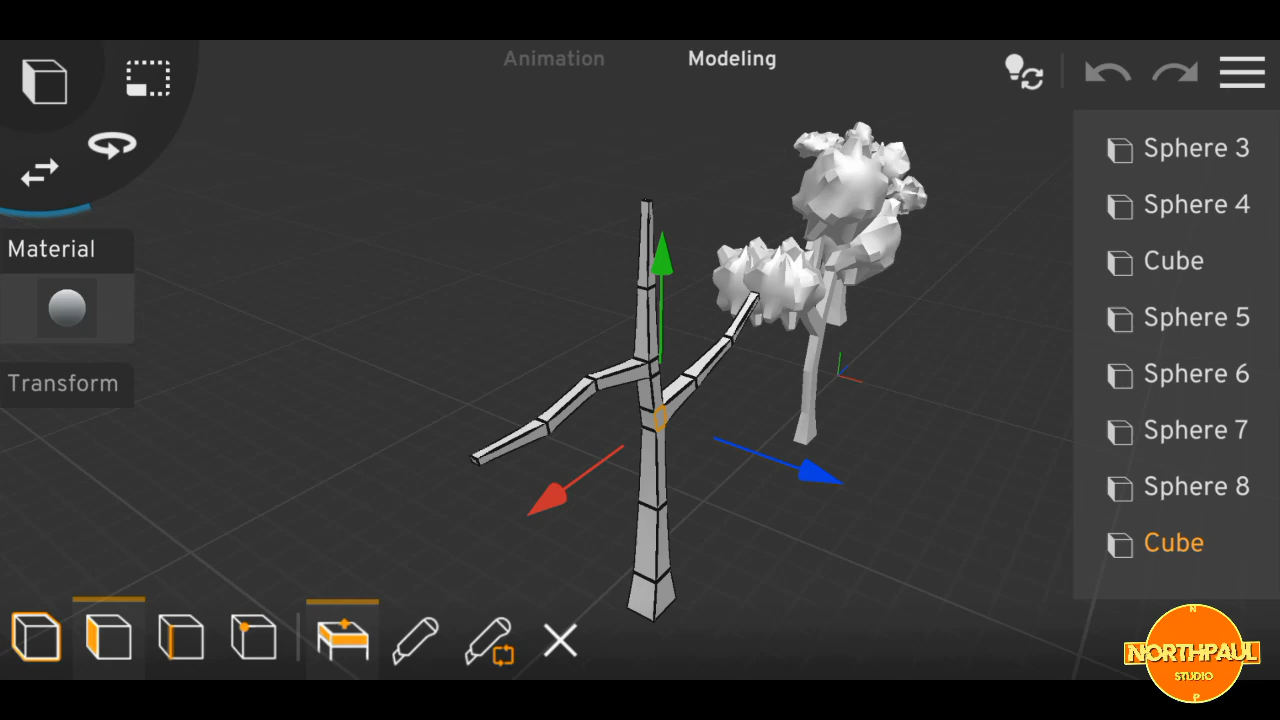 Animation
Modeling
Material
Transform
Sphere 3
Sphere 4
Cube
Sphere 5
Sphere 6
Sphere 7
Sphere 8
Cube
N
NORTHPAUL
STUDIO
P